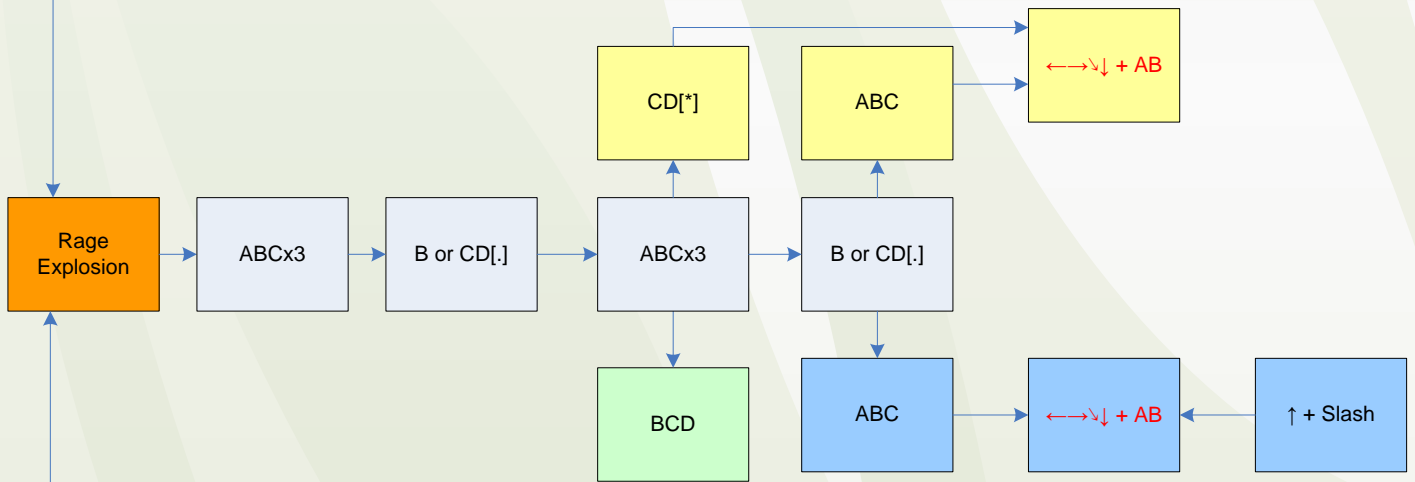 ←→↘↓ + AB
CD[*]
ABC
Rage
Explosion
ABCx3
B or CD[.]
ABCx3
B or CD[.]
BCD
ABC
←→↘↓ + AB
↑ + Slash